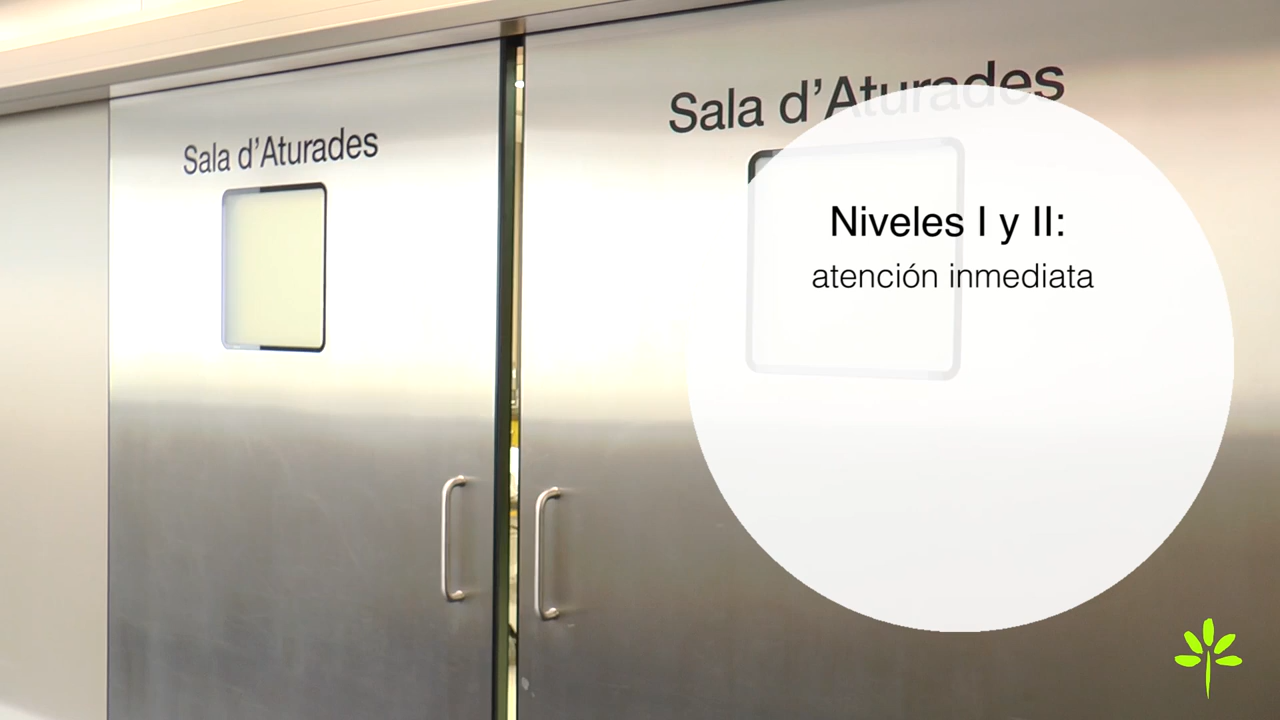 Sala d'Aturades
Sala d'Aturades
Niveles I y II:
atención inmediata